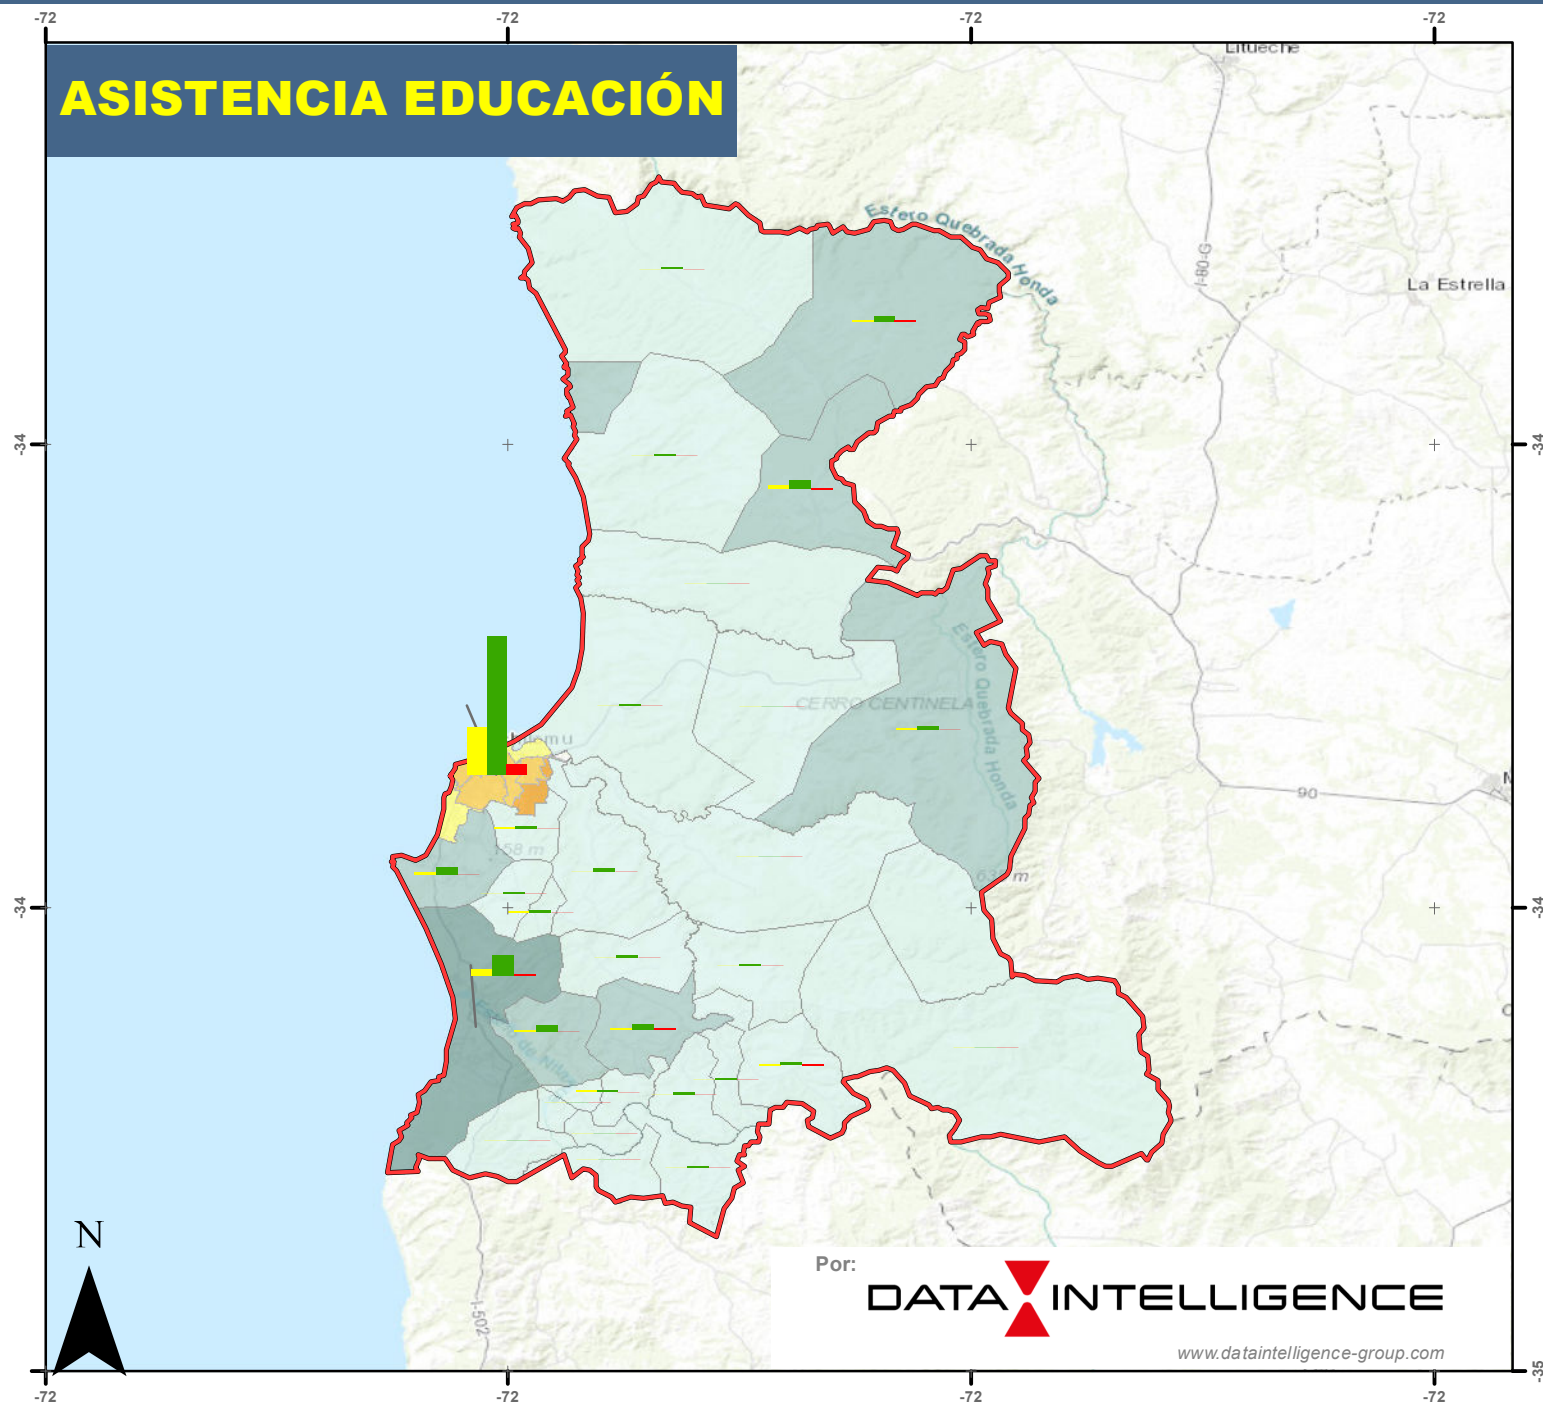 -72 -72 -72 -72
Litueche
ASISTENCIA EDUCACIÓN
Estero Quebrada Honda
I-80-G
La Estrella
-34 -34
Estero Quebrada Honda
CERRO CENTINELA
90
158 m
-34 -34
N
I-502
Por:
DATA INTELLIGENCE
www.dataintelligence-group.com
-35
-72 -72 -72 -72